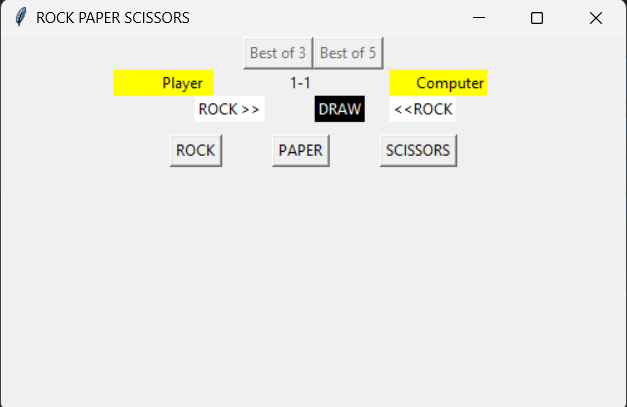 ROCK PAPER SCISSORS
Best of 3 Best of 5
Player 1-1 Computer
ROCK >> DRAW <<ROCK
ROCK PAPER SCISSORS